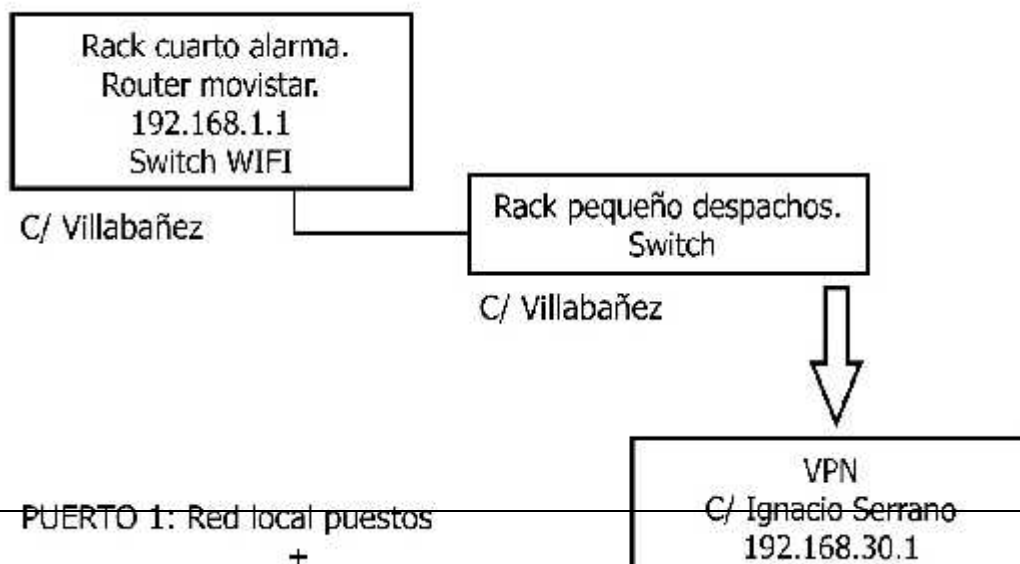 Rack cuarto alarma.
Router movistar.
192.168.1.1
Switch WIFI
C/ Villabañez
Rack pequeño despachos.
Switch
C/ Villabañez
VPN
C/ Ignacio Serrano
192.168.30.1
PUERTO 1: Red local puestos
+